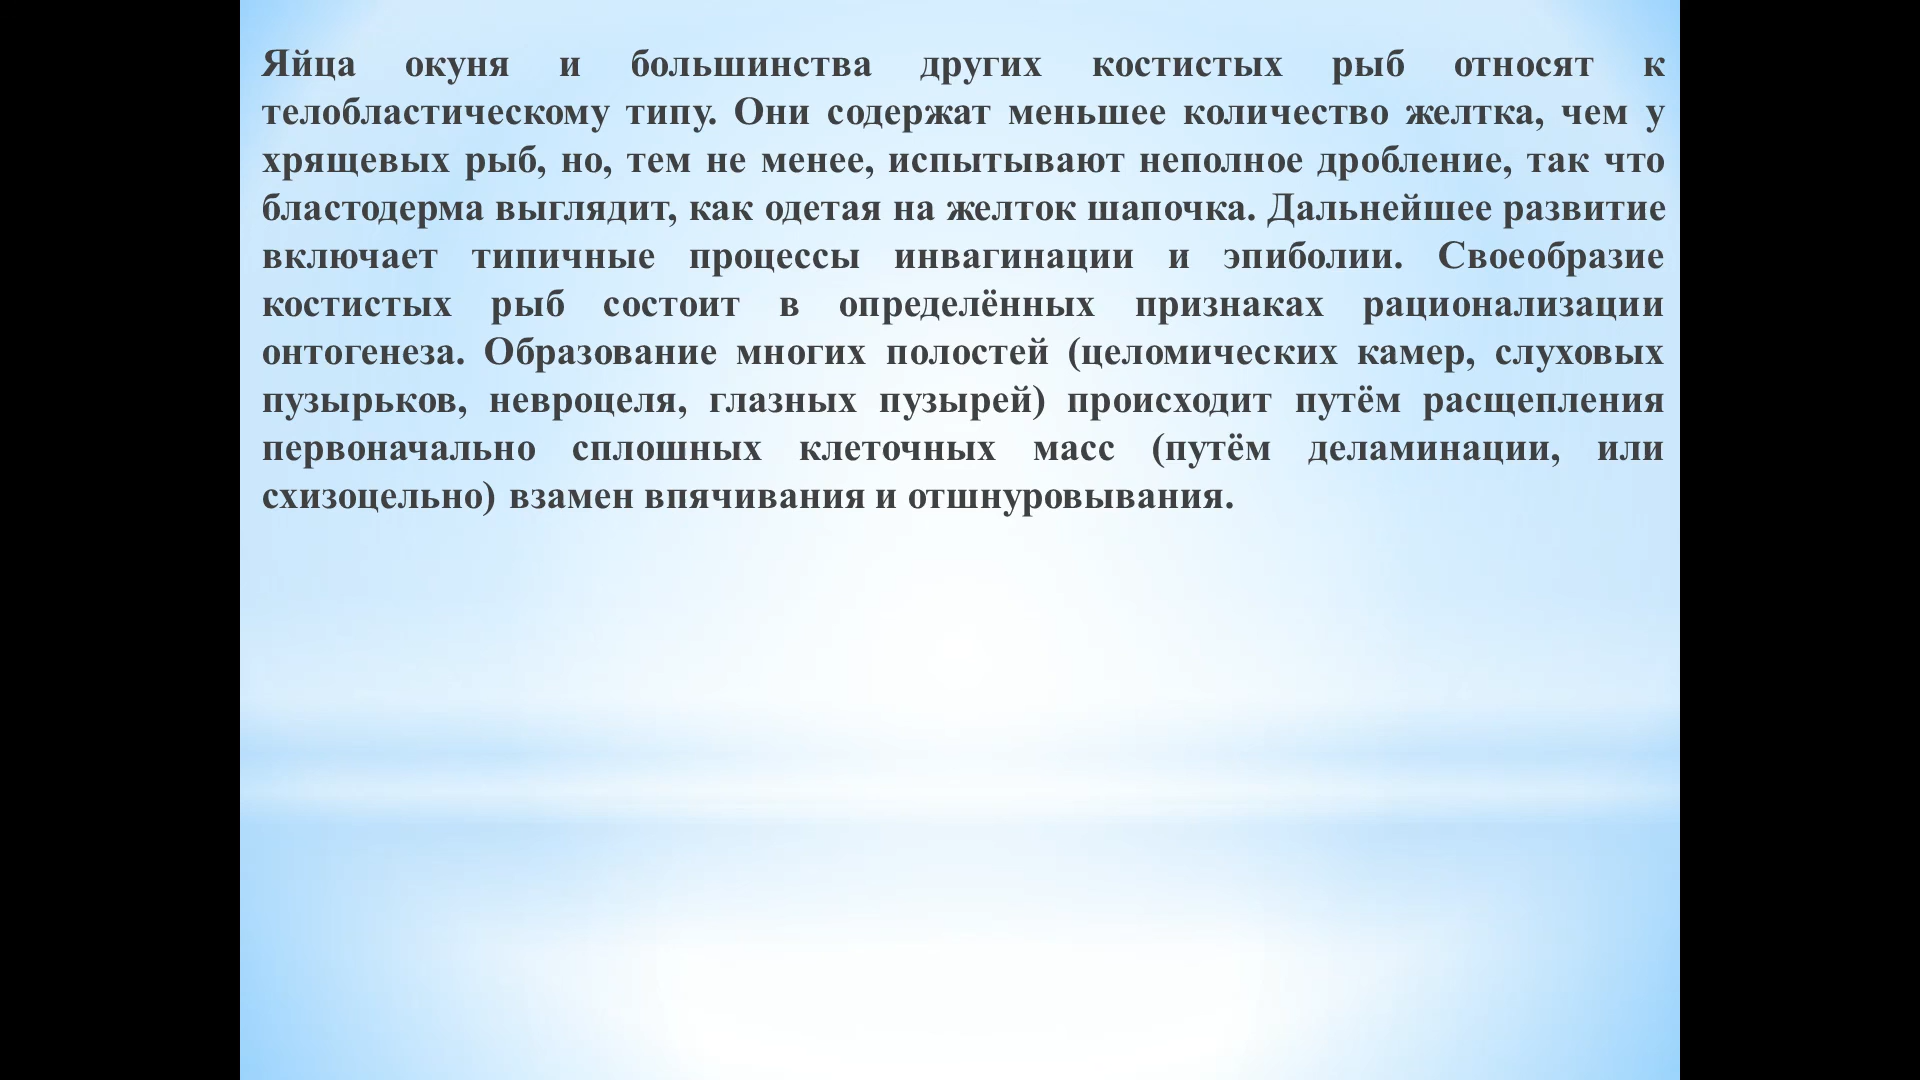 Яйца окуня и большинства других костистых рыб относят к
телобластическому типу. Они содержат меньшее количество желтка, чем у
хрящевых рыб, но, тем не менее, испытывают неполное дробление, так что
бластодерма выглядит, как одетая на желток шапочка. Дальнейшее развитие
включает типичные процессы инвагинации и эпиболии. Своеобразие
костистых рыб состоит в определённых признаках рационализации
онтогенеза. Образование многих полостей (целомических камер, слуховых
пузырьков, невроцеля, глазных пузырей) происходит путём расщепления
первоначально сплошных клеточных масс (путём деламинации, или
схизоцельно) взамен впячивания и отшнуровывания.